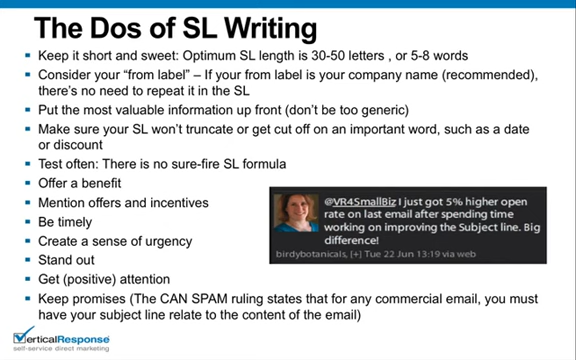 The Dos of SL Writing
Keep it short and sweet: Optimum SL length is 30-50 letters , or 5-8 words
Consider your “from label” – If your from label is your company name (recommended),
there’s no need to repeat it in the SL
Put the most valuable information up front (don’t be too generic)
Make sure your SL won’t truncate or get cut off on an important word, such as a date
or discount
Test often: There is no sure-fire SL formula
Offer a benefit
Mention offers and incentives
Be timely
Create a sense of urgency
Stand out
Get (positive) attention
Keep promises (The CAN SPAM ruling states that for any commercial email, you must
have your subject line relate to the content of the email)
@VR4SmallBiz I just got 5% higher open
rate on last email after spending time
working on improving the Subject line. Big
difference!
birdybotanicals, [+] Tue 22 Jun 13:19 via web
VerticalResponse
self-service direct marketing